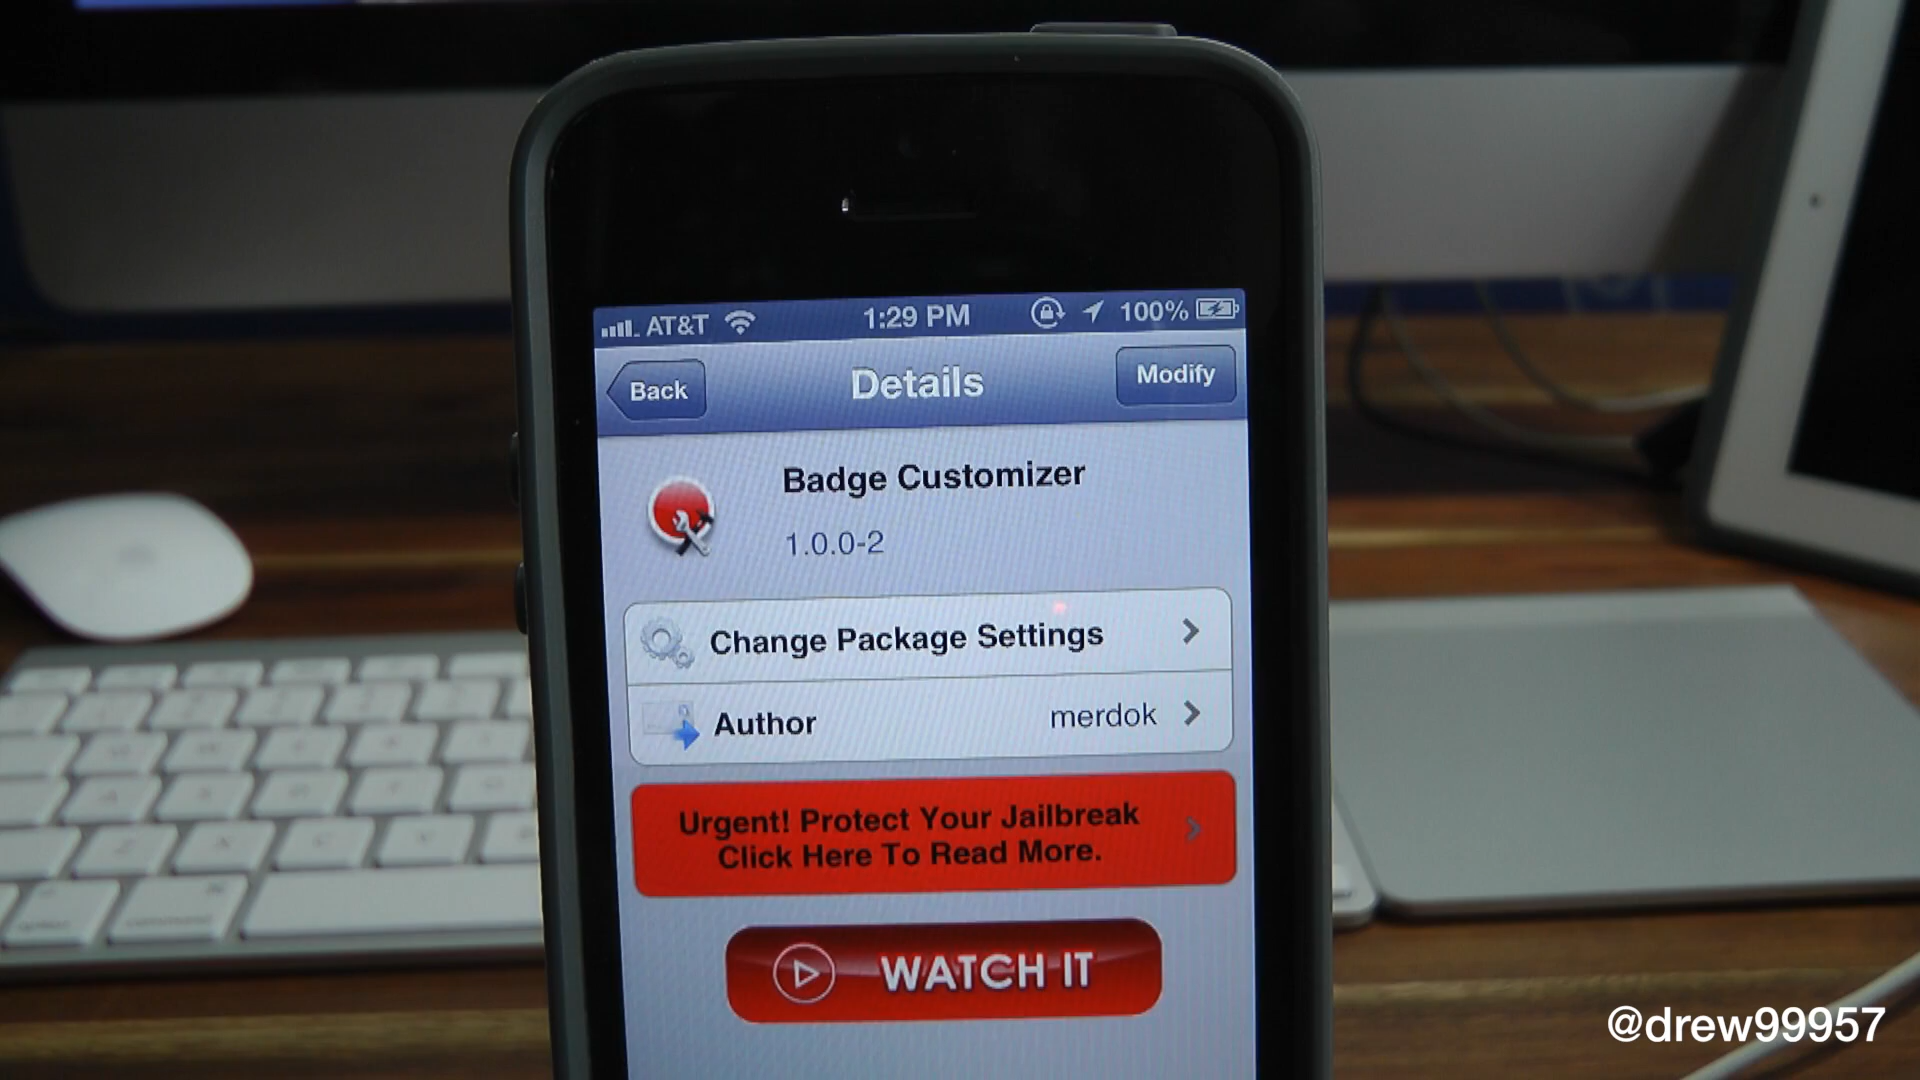 AT&T 1:29 PM 100%
Back Details Modify
Badge Customizer
1.0.0-2
Change Package Settings
Author merdok
Urgent! Protect Your Jailbreak
Click Here To Read More.
WATCH IT
@drew99957